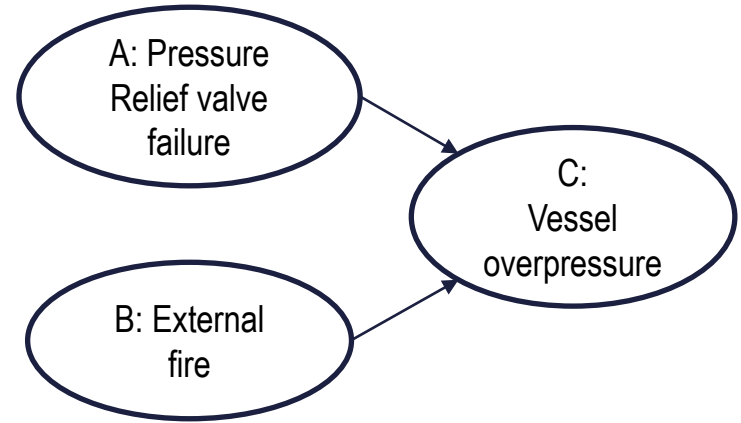 A: Pressure
Relief valve
failure
C:
Vessel
overpressure
B: External
fire